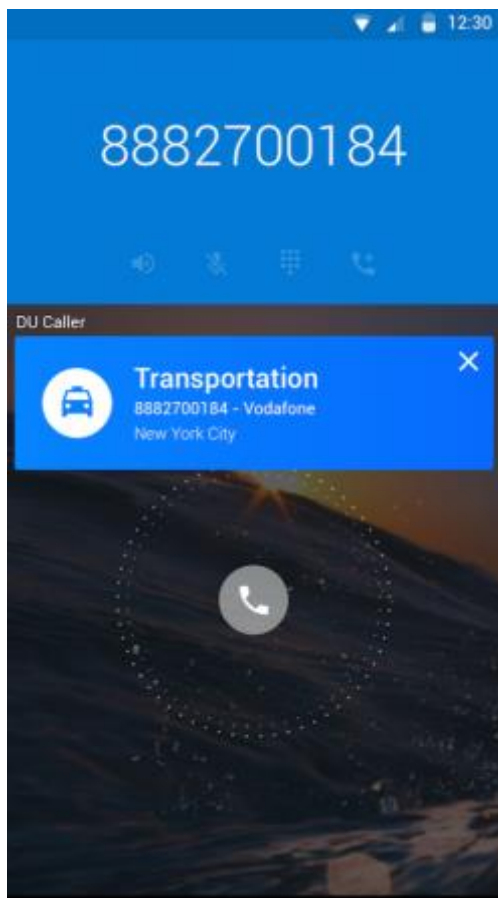 12:30
8882700184
DU Caller
Transportation
8882700184 - Vodafone
New York City